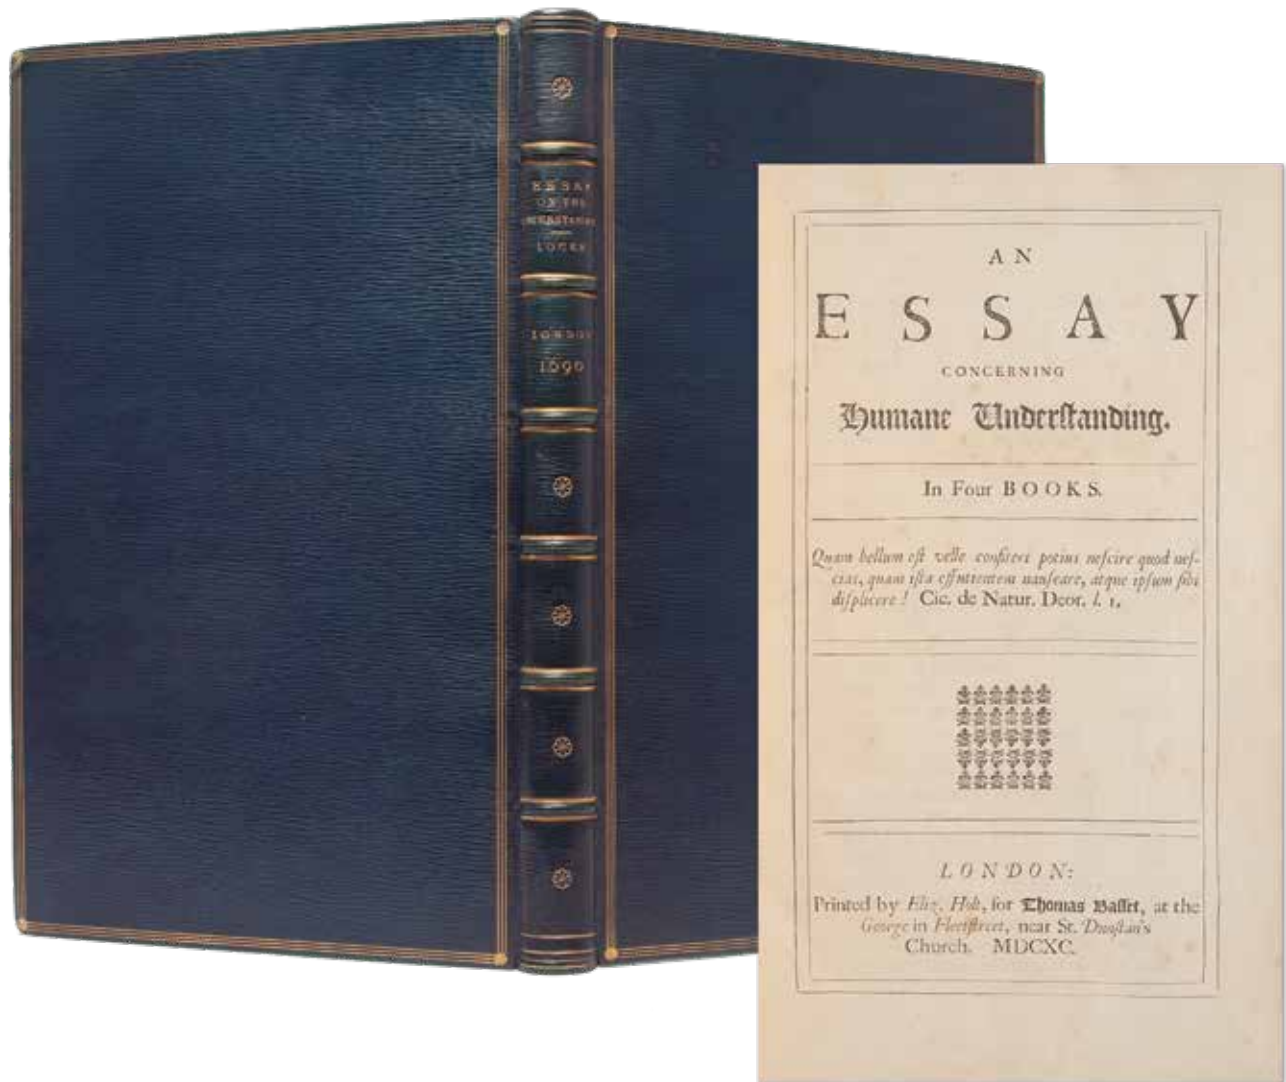 ESSAY
ON THE
UNDERSTANDING
LOCKE
LONDON
1690
AN
ESSAY
CONCERNING
Humane Underſtanding.
In Four BOOKS.
Quam bellum eſt velle confiteri potius neſcire quod neſ-
cias, quam iſta effutientem nauſeare, atque ipſum ſibi
diſplicere ! Cic. de Natur. Deor. l. 1.
LONDON:
Printed by Eliz. Holt, for Thomas Baſſet, at the
George in Fleetſtreet, near St. Dunſtan's
Church. MDCXC.